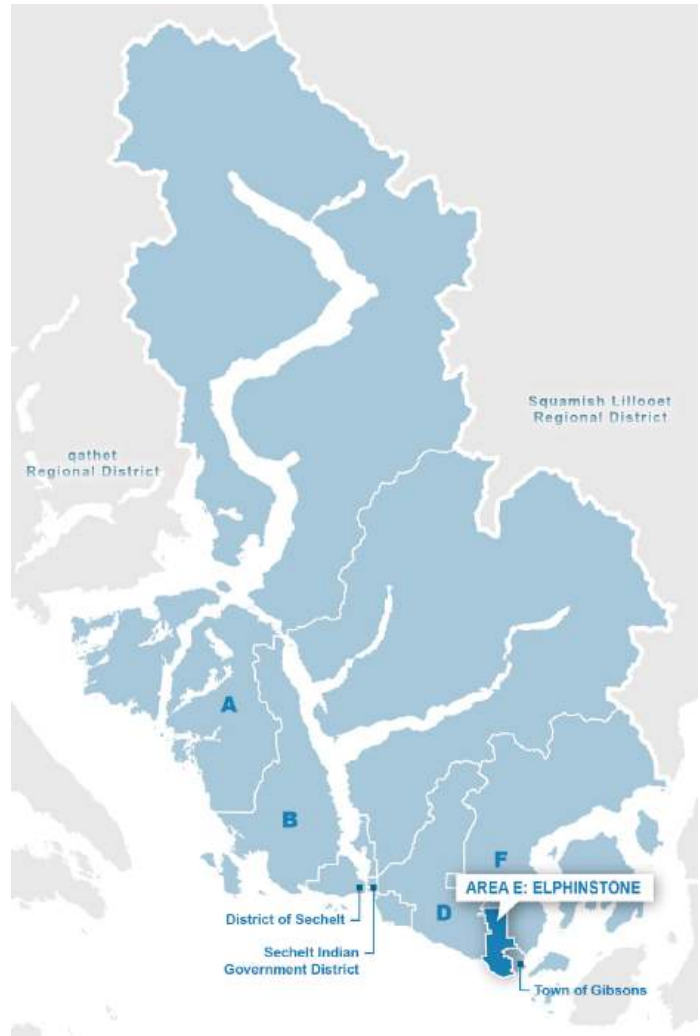 Squamish Lillooet
Regional District
qathet
Regional District
A
B
F
AREA E: ELPHINSTONE
D
District of Sechelt
Sechelt Indian
Government District
Town of Gibsons